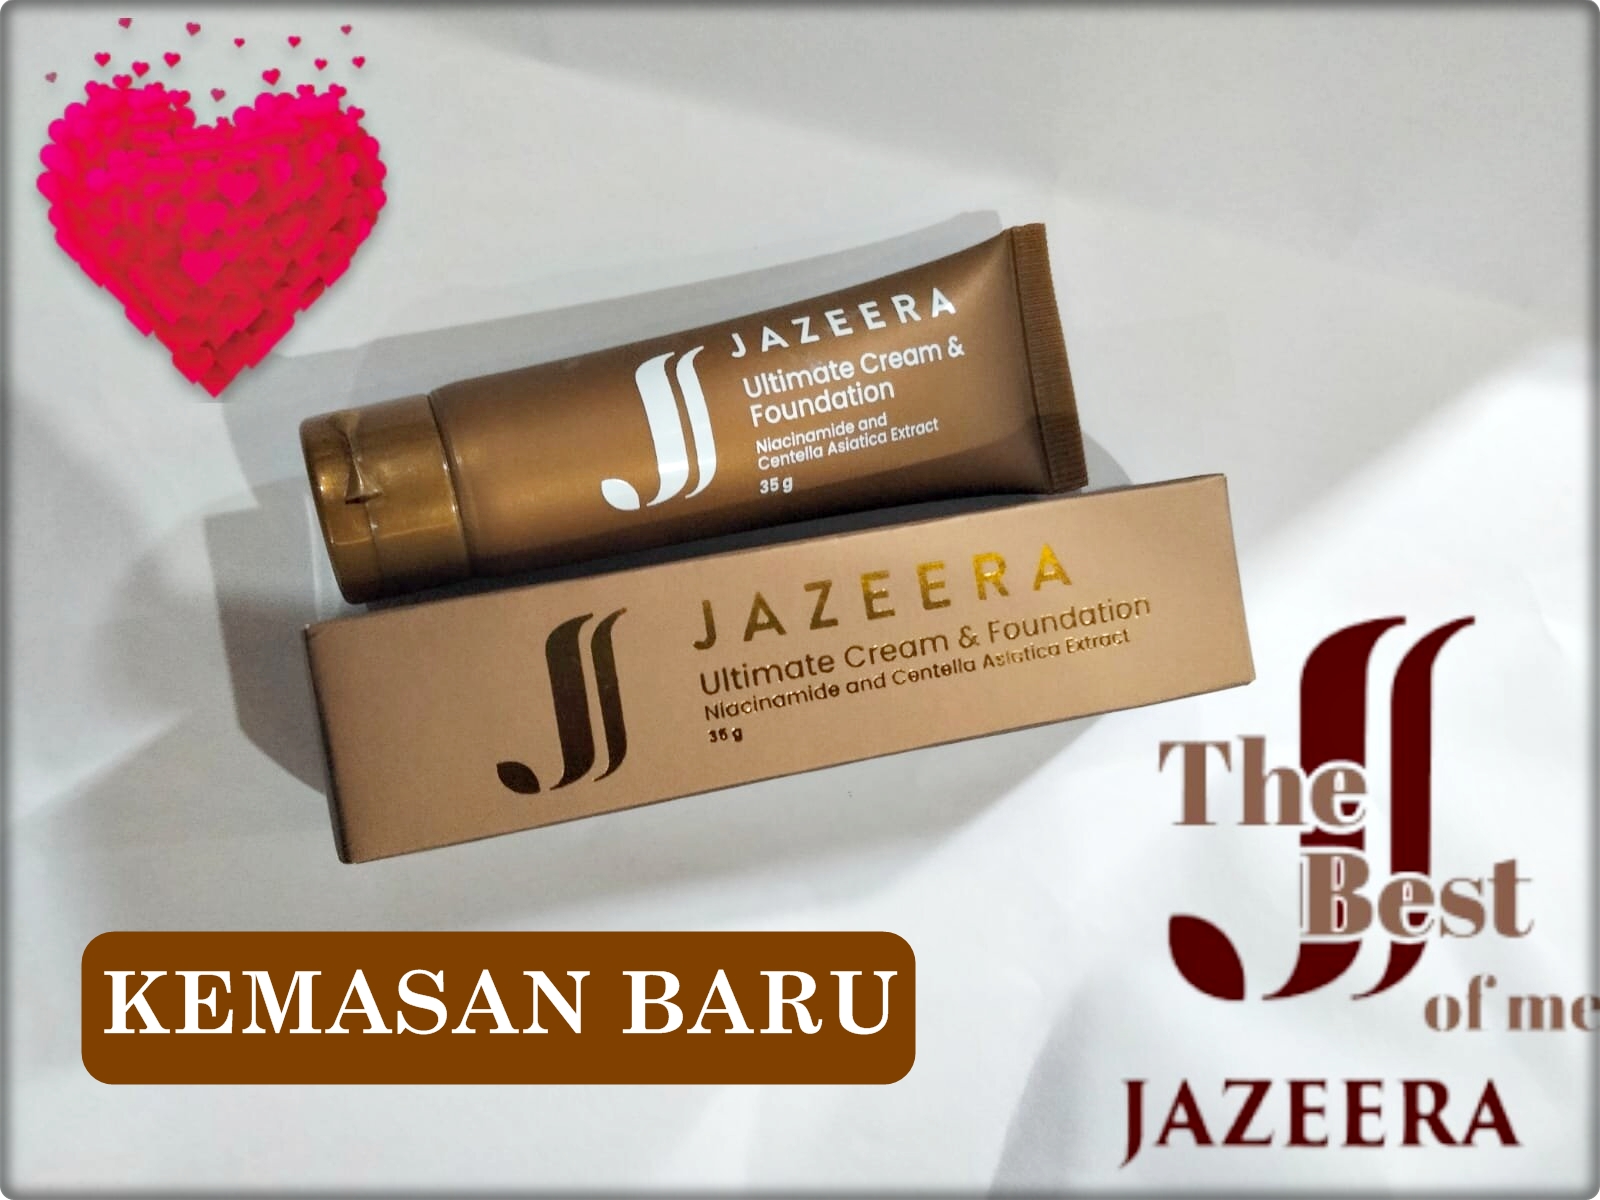 JAZEERA
Ultimate Cream &
Foundation
Niacinamide and
Centella Asiatica Extract
35 g
JAZEERA
Ultimate Cream & Foundation
Niacinamide and Centella Asiatica Extract
35 g
The
Best
of me
JAZEERA
KEMASAN BARU